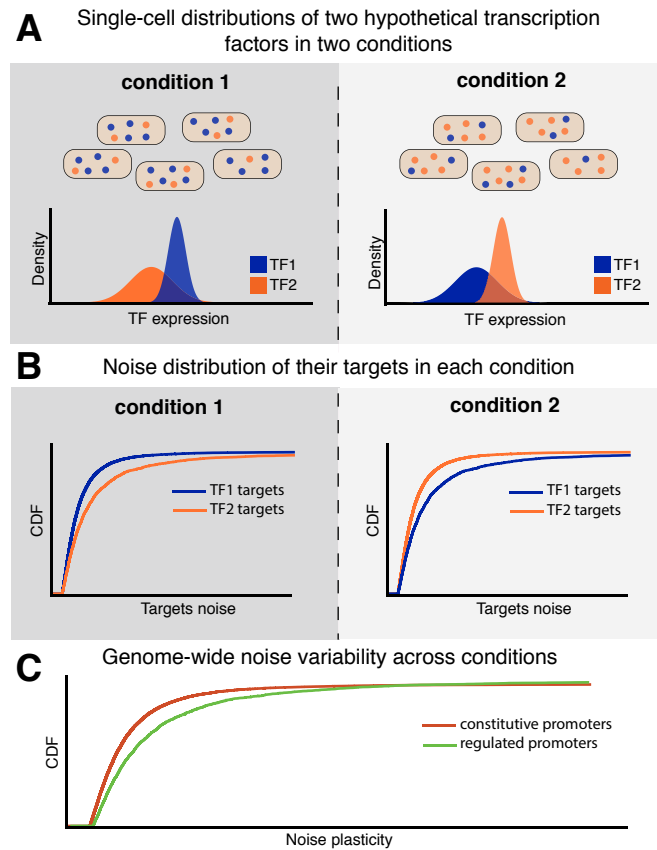 A
Single-cell distributions of two hypothetical transcription
factors in two conditions
condition 1
condition 2
Density
TF1
TF2
TF expression
Density
TF1
TF2
TF expression
B
Noise distribution of their targets in each condition
condition 1
condition 2
CDF
TF1 targets
TF2 targets
Targets noise
CDF
TF1 targets
TF2 targets
Targets noise
C
Genome-wide noise variability across conditions
CDF
constitutive promoters
regulated promoters
Noise plasticity